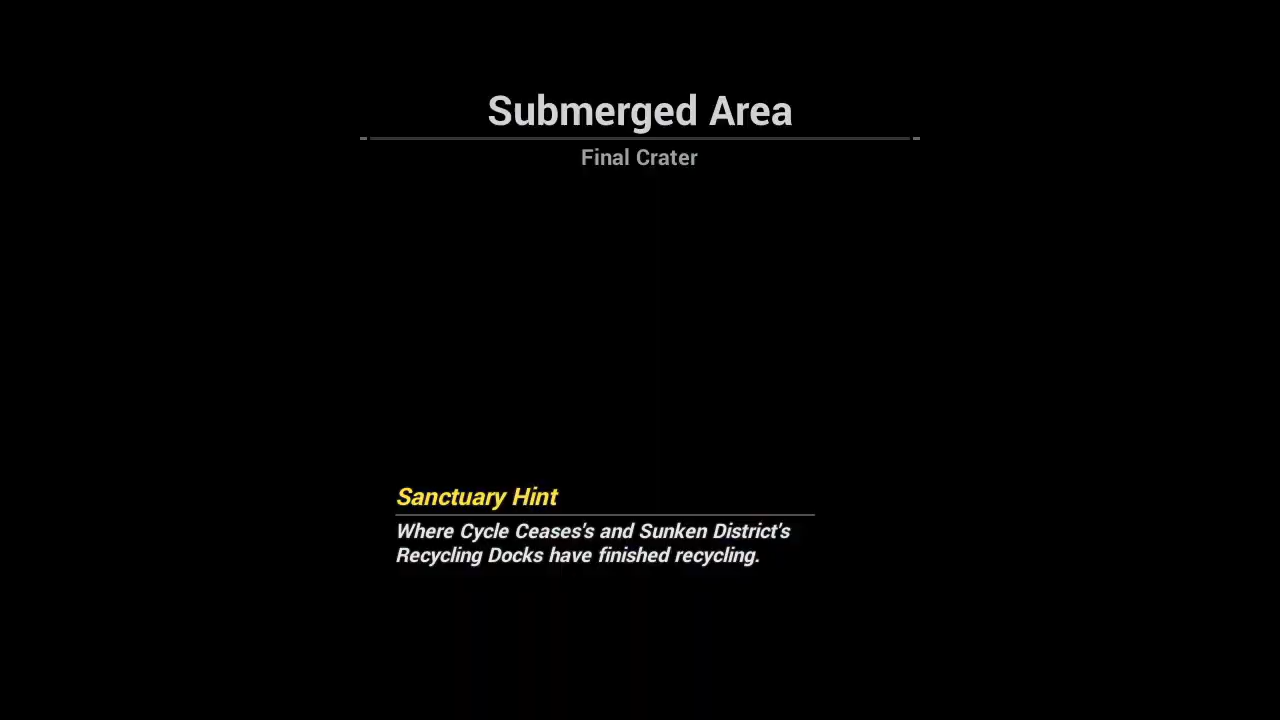 Submerged Area
Final Crater
Sanctuary Hint
Where Cycle Ceases's and Sunken District's
Recycling Docks have finished recycling.